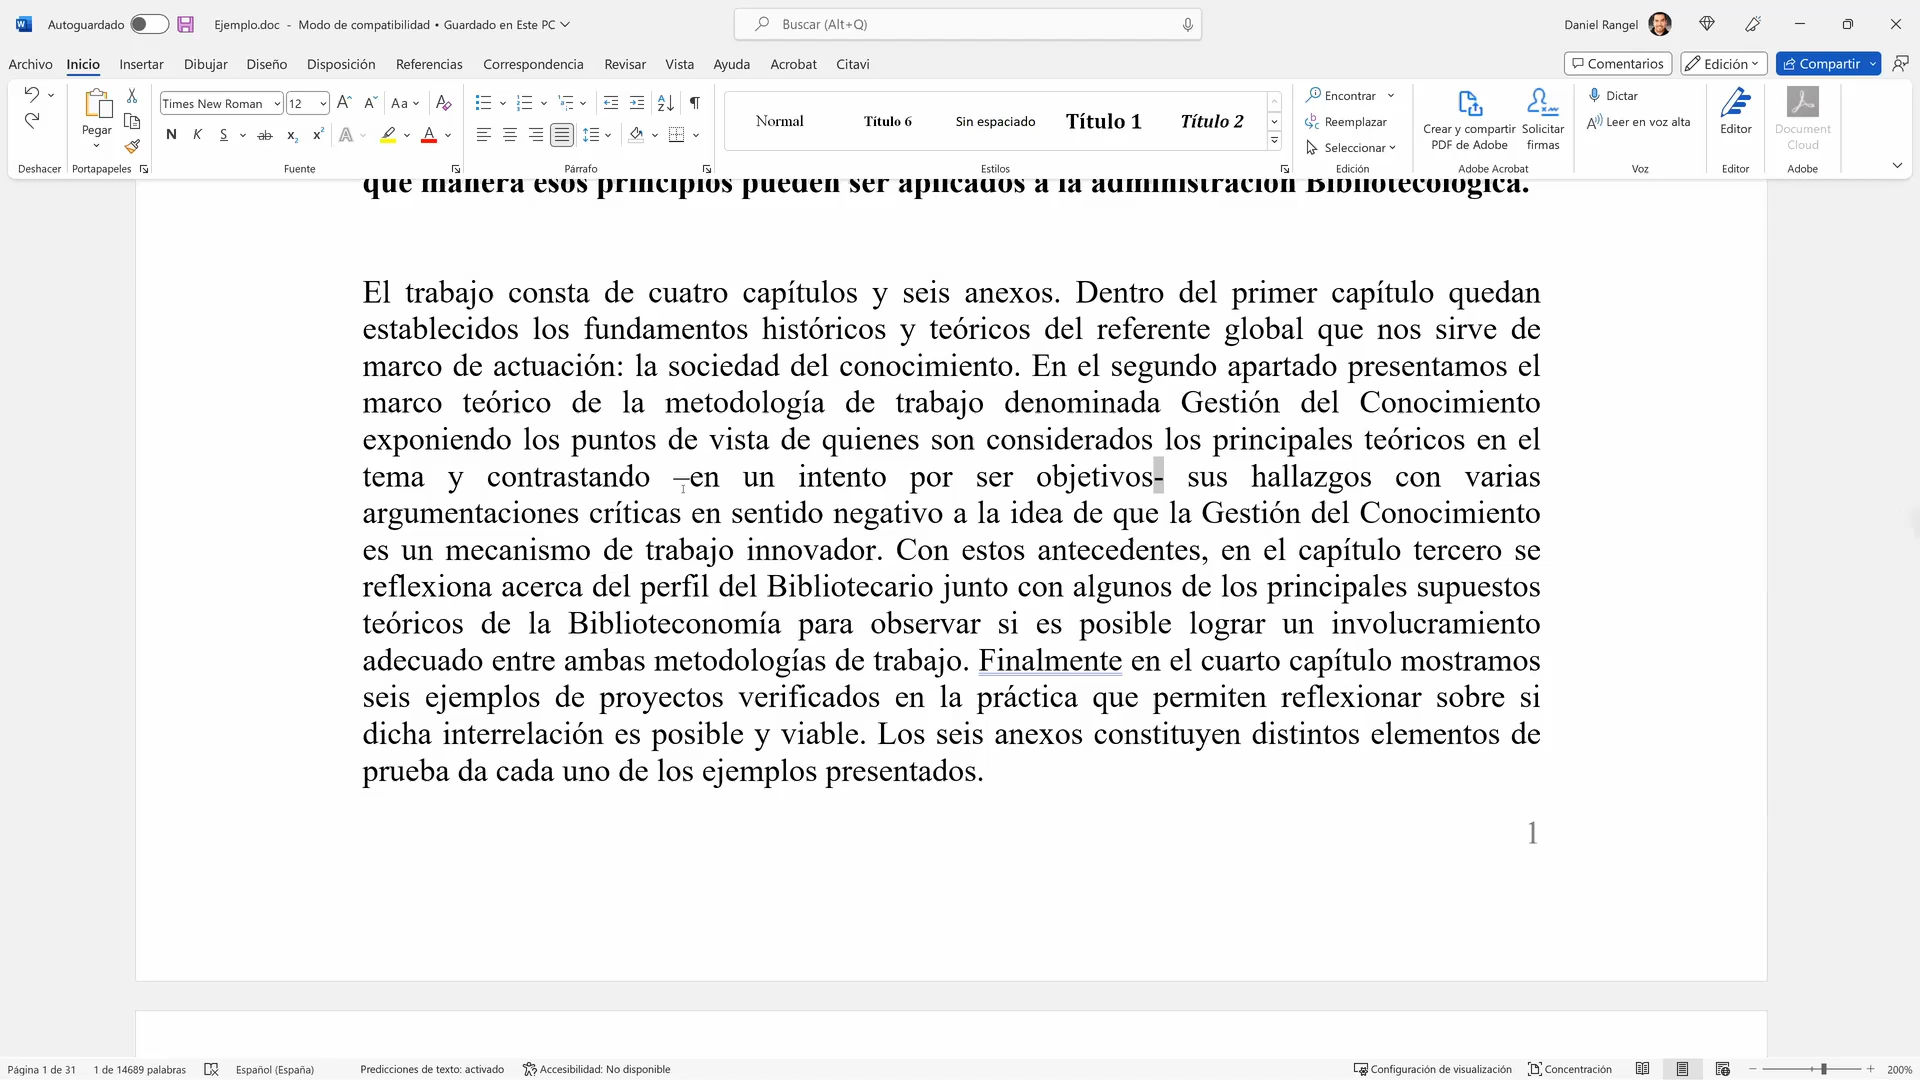 Autoguardado
Ejemplo.doc - Modo de compatibilidad • Guardado en Este PC
Buscar (Alt+Q)
Daniel Rangel
Archivo Inicio Insertar Dibujar Diseño Disposición Referencias Correspondencia Revisar Vista Ayuda Acrobat Citavi
Comentarios Edición Compartir
Pegar
Times New Roman 12
Aa
N K S ab x₂ x² A A
Normal Título 6 Sin espaciado Título 1 Título 2
Encontrar
Reemplazar
Seleccionar
Crear y compartir
PDF de Adobe
Solicitar
firmas
Dictar
Leer en voz alta
Editor
Document
Cloud
Deshacer Portapapeles Fuente Párrafo Estilos Edición Adobe Acrobat Voz Editor Adobe
que manera esos principios pueden ser aplicados a la administración Bibliotecológica.
El trabajo consta de cuatro capítulos y seis anexos. Dentro del primer capítulo quedan
establecidos los fundamentos históricos y teóricos del referente global que nos sirve de
marco de actuación: la sociedad del conocimiento. En el segundo apartado presentamos el
marco teórico de la metodología de trabajo denominada Gestión del Conocimiento
exponiendo los puntos de vista de quienes son considerados los principales teóricos en el
tema y contrastando –en un intento por ser objetivos- sus hallazgos con varias
argumentaciones críticas en sentido negativo a la idea de que la Gestión del Conocimiento
es un mecanismo de trabajo innovador. Con estos antecedentes, en el capítulo tercero se
reflexiona acerca del perfil del Bibliotecario junto con algunos de los principales supuestos
teóricos de la Biblioteconomía para observar si es posible lograr un involucramiento
adecuado entre ambas metodologías de trabajo. Finalmente en el cuarto capítulo mostramos
seis ejemplos de proyectos verificados en la práctica que permiten reflexionar sobre si
dicha interrelación es posible y viable. Los seis anexos constituyen distintos elementos de
prueba da cada uno de los ejemplos presentados.
1
Página 1 de 31 1 de 14689 palabras Español (España) Predicciones de texto: activado Accesibilidad: No disponible Configuración de visualización Concentración 200%